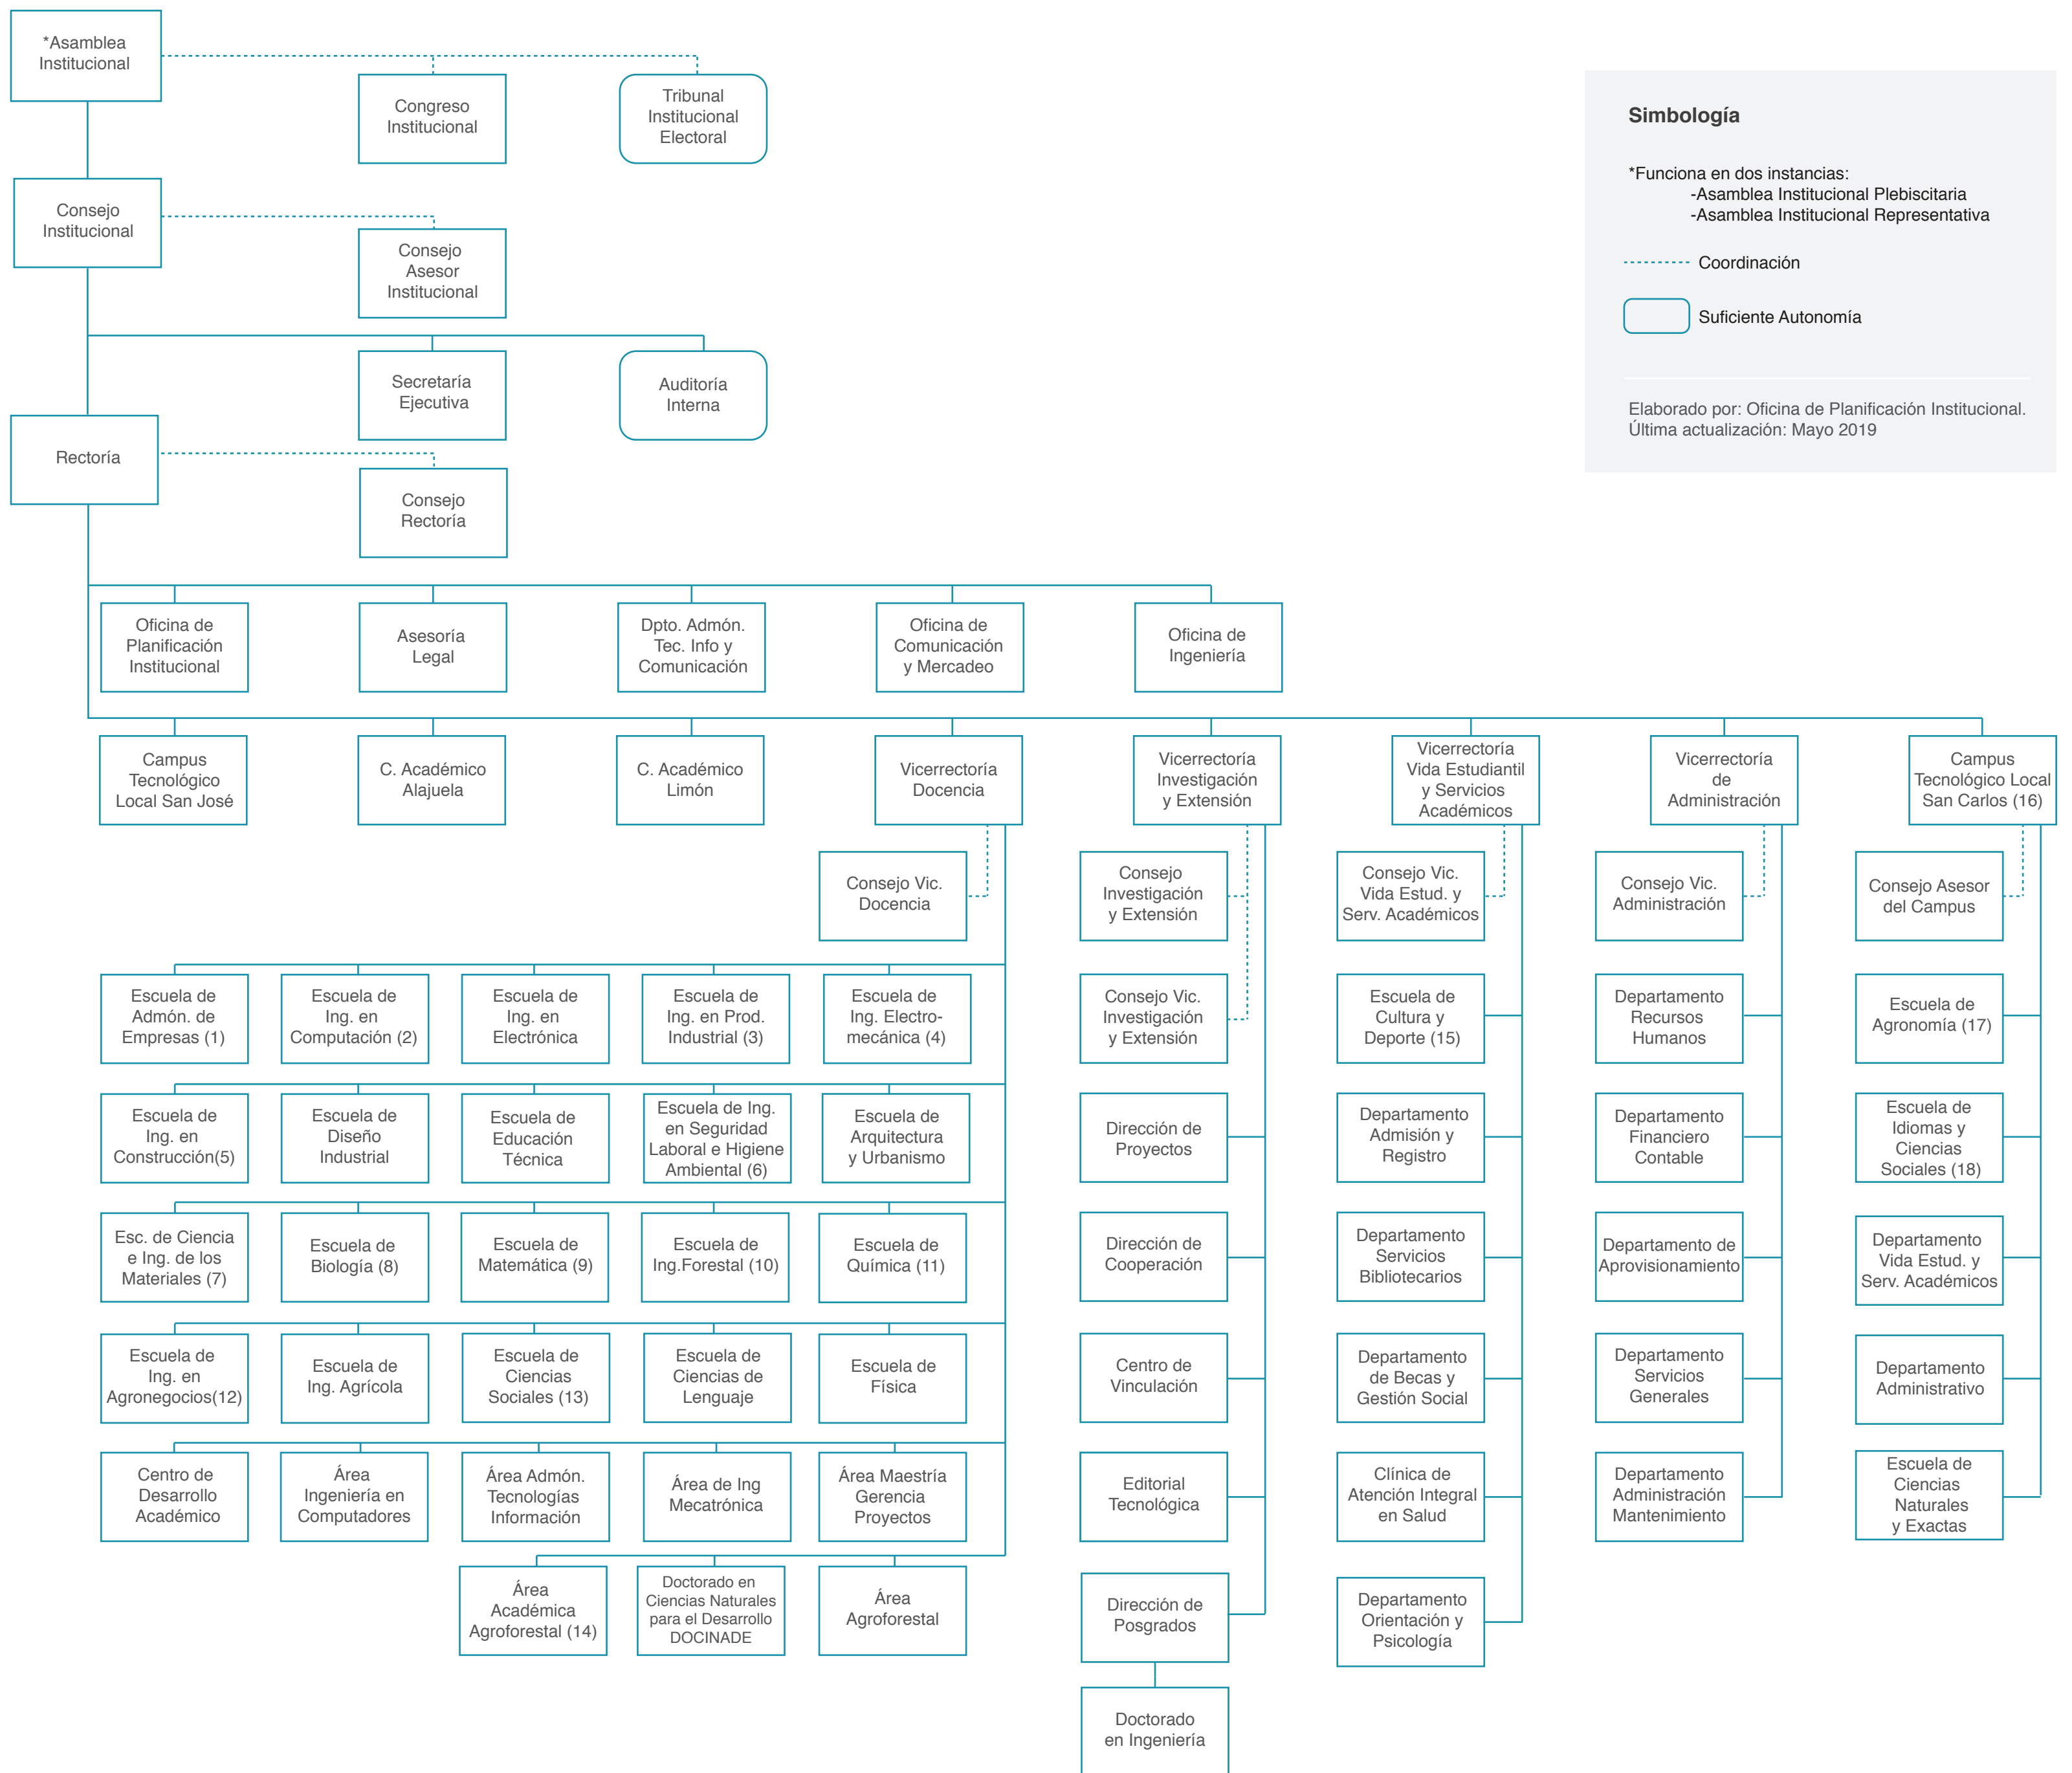 *Asamblea
Institucional
Congreso
Institucional
Tribunal
Institucional
Electoral
Simbología
*Funciona en dos instancias:
-Asamblea Institucional Plebiscitaria
-Asamblea Institucional Representativa
Coordinación
Suficiente Autonomía
Elaborado por: Oficina de Planificación Institucional.
Última actualización: Mayo 2019
Consejo
Institucional
Consejo
Asesor
Institucional
Secretaría
Ejecutiva
Auditoría
Interna
Rectoría
Consejo
Rectoría
Oficina de
Planificación
Institucional
Asesoría
Legal
Dpto. Admón.
Tec. Info y
Comunicación
Oficina de
Comunicación
y Mercadeo
Oficina de
Ingeniería
Campus
Tecnológico
Local San José
C. Académico
Alajuela
C. Académico
Limón
Vicerrectoría
Docencia
Vicerrectoría
Investigación
y Extensión
Vicerrectoría
Vida Estudiantil
y Servicios
Académicos
Vicerrectoría
de
Administración
Campus
Tecnológico Local
San Carlos (16)
Consejo Vic.
Docencia
Consejo
Investigación
y Extensión
Consejo Vic.
Vida Estud. y
Serv. Académicos
Consejo Vic.
Administración
Consejo Asesor
del Campus
Escuela de
Admón. de
Empresas (1)
Escuela de
Ing. en
Computación (2)
Escuela de
Ing. en
Electrónica
Escuela de
Ing. en Prod.
Industrial (3)
Escuela de
Ing. Electro-
mecánica (4)
Consejo Vic.
Investigación
y Extensión
Escuela de
Cultura y
Deporte (15)
Departamento
Recursos
Humanos
Escuela de
Agronomía (17)
Escuela de
Ing. en
Construcción(5)
Escuela de
Diseño
Industrial
Escuela de
Educación
Técnica
Escuela de Ing.
en Seguridad
Laboral e Higiene
Ambiental (6)
Escuela de
Arquitectura
y Urbanismo
Dirección de
Proyectos
Departamento
Admisión y
Registro
Departamento
Financiero
Contable
Escuela de
Idiomas y
Ciencias
Sociales (18)
Esc. de Ciencia
e Ing. de los
Materiales (7)
Escuela de
Biología (8)
Escuela de
Matemática (9)
Escuela de
Ing.Forestal (10)
Escuela de
Química (11)
Dirección de
Cooperación
Departamento
Servicios
Bibliotecarios
Departamento de
Aprovisionamiento
Departamento
Vida Estud. y
Serv. Académicos
Escuela de
Ing. en
Agronegocios(12)
Escuela de
Ing. Agrícola
Escuela de
Ciencias
Sociales (13)
Escuela de
Ciencias de
Lenguaje
Escuela de
Física
Centro de
Vinculación
Departamento
de Becas y
Gestión Social
Departamento
Servicios
Generales
Departamento
Administrativo
Centro de
Desarrollo
Académico
Área
Ingeniería en
Computadores
Área Admón.
Tecnologías
Información
Área de Ing
Mecatrónica
Área Maestría
Gerencia
Proyectos
Editorial
Tecnológica
Clínica de
Atención Integral
en Salud
Departamento
Administración
Mantenimiento
Escuela de
Ciencias
Naturales
y Exactas
Área
Académica
Agroforestal (14)
Doctorado en
Ciencias Naturales
para el Desarrollo
DOCINADE
Área
Agroforestal
Dirección de
Posgrados
Departamento
Orientación y
Psicología
Doctorado
en Ingeniería